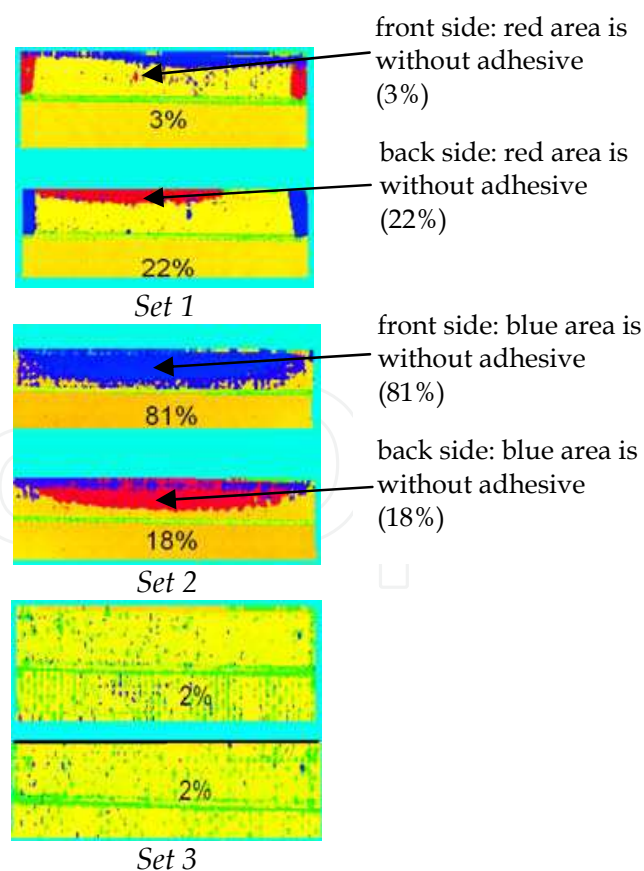 front side: red area is
without adhesive
(3%)
3%
back side: red area is
without adhesive
(22%)
22%
Set 1
front side: blue area is
without adhesive
(81%)
81%
back side: blue area is
without adhesive
(18%)
18%
Set 2
2%
2%
Set 3